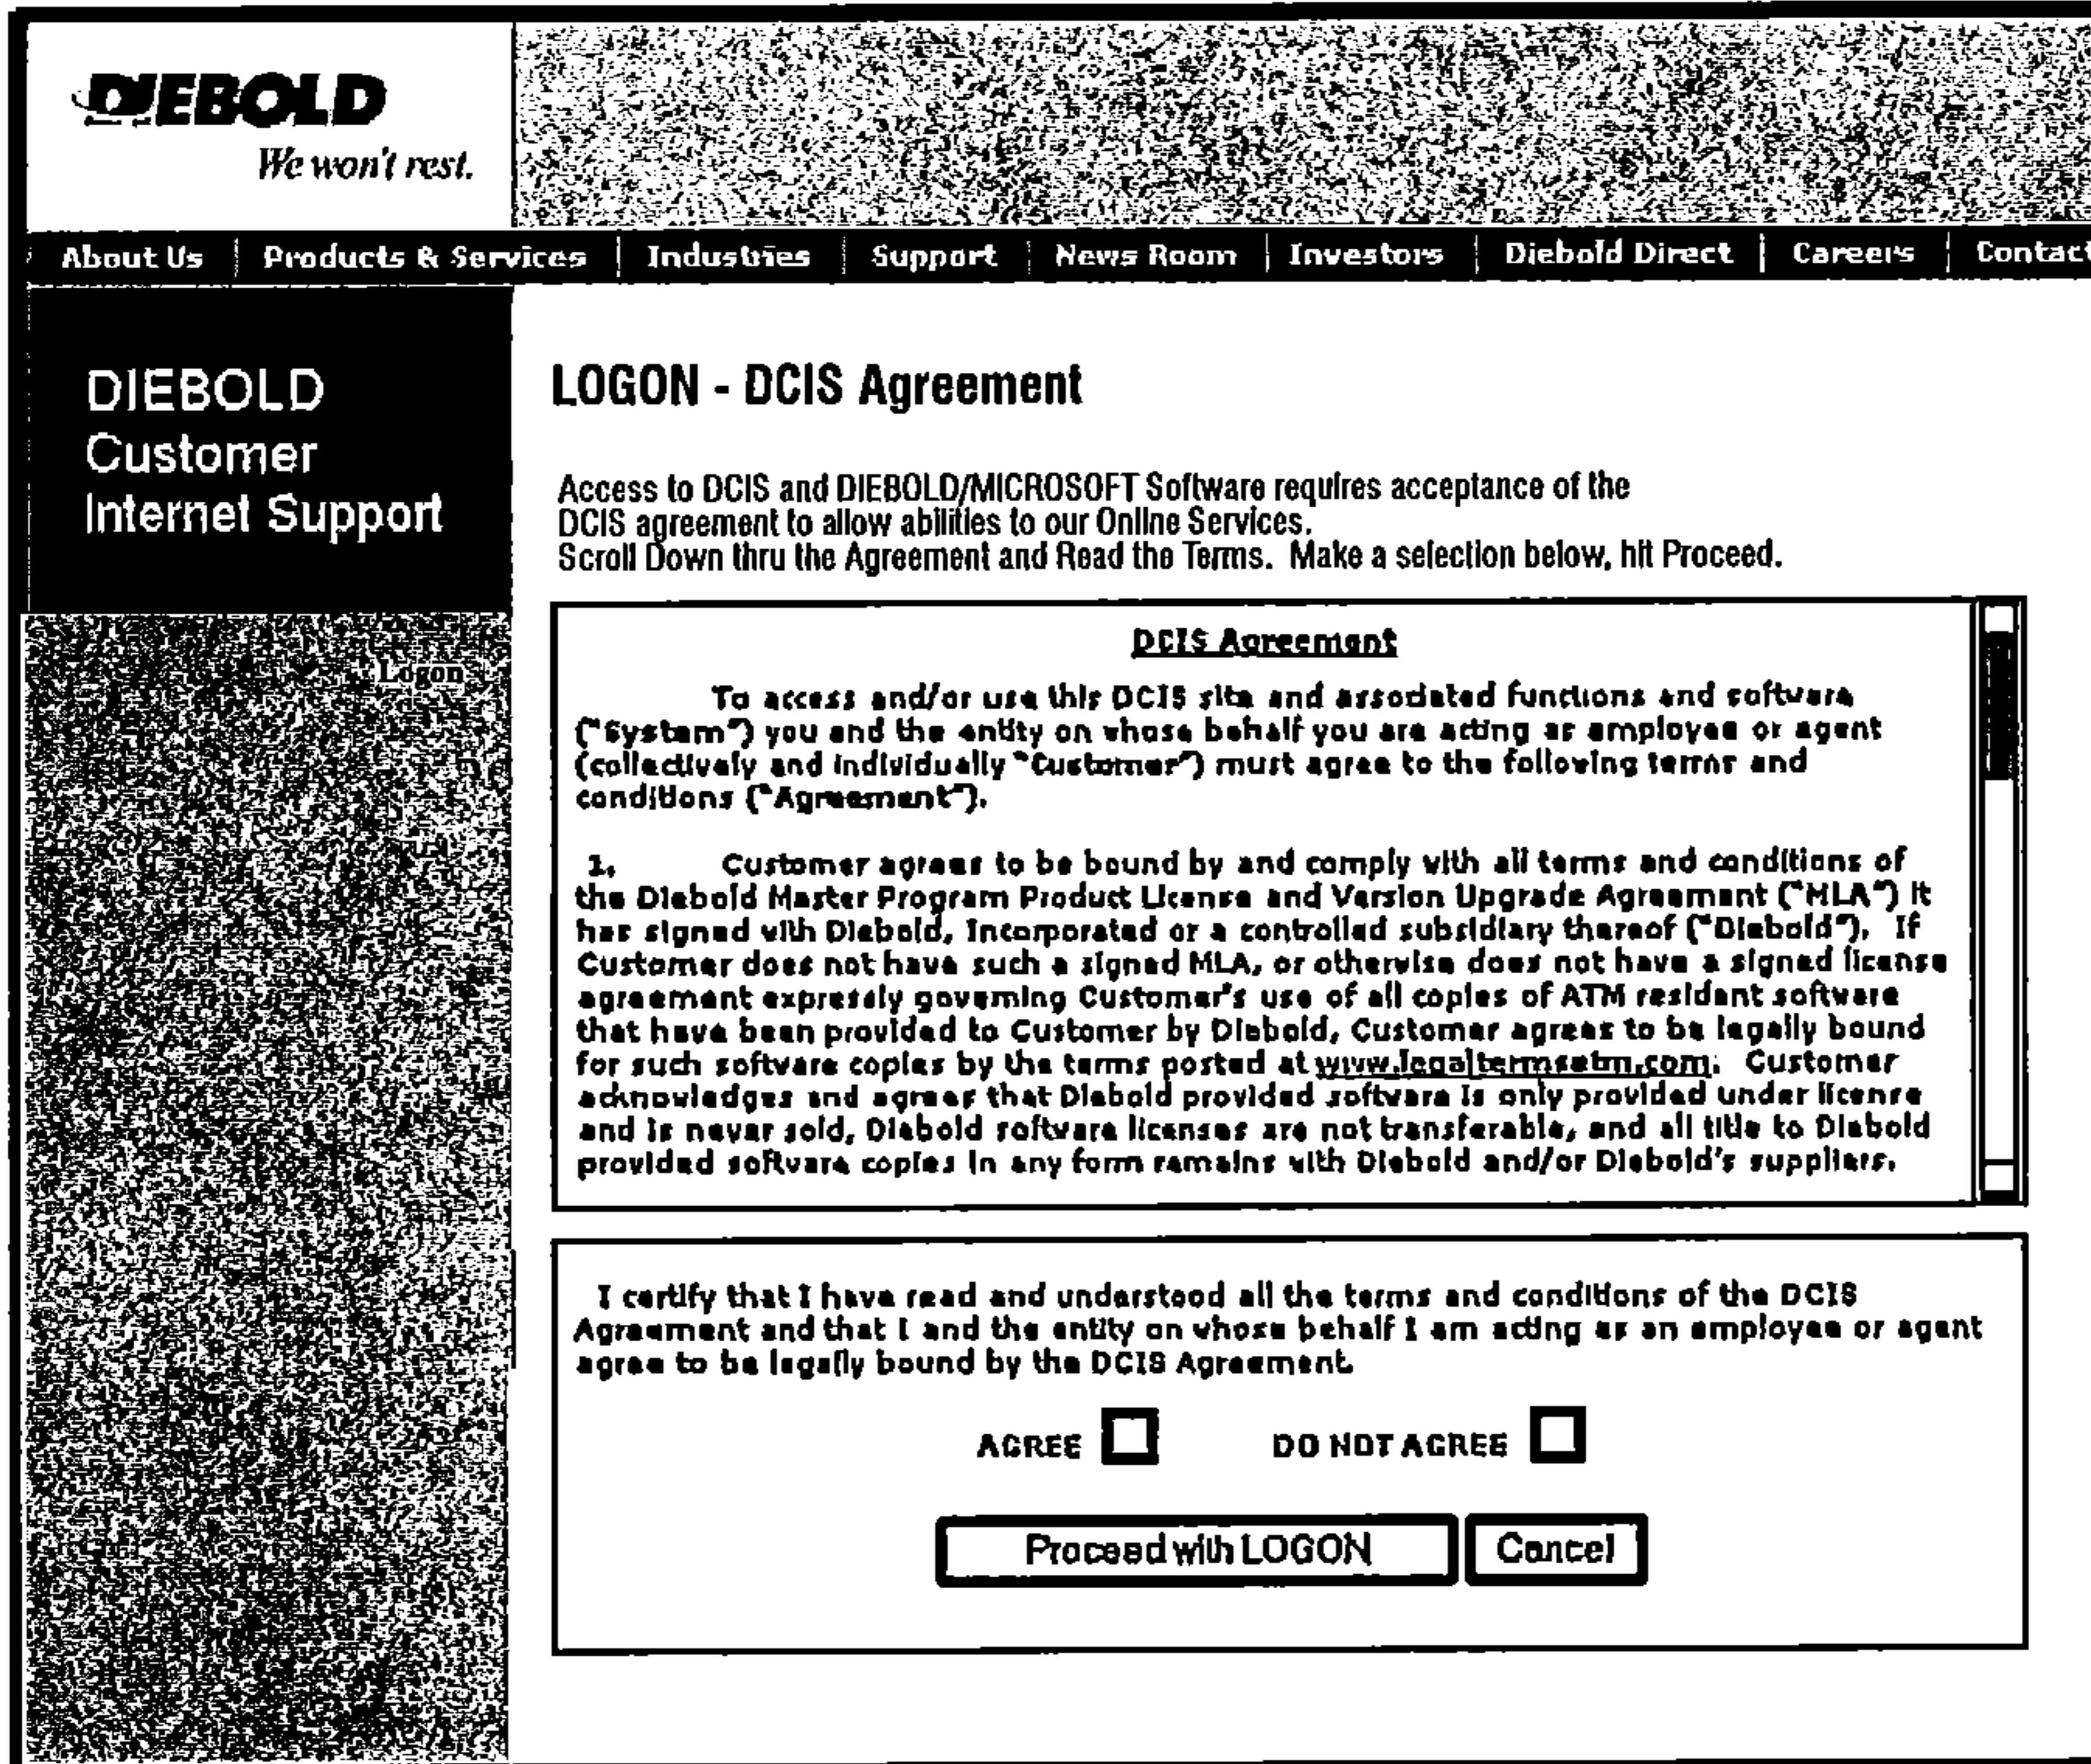 DIEBOLD
We won't rest.
About Us | Products & Services | Industries | Support | News Room | Investors | Diebold Direct | Careers | Contact
DIEBOLD
Customer
Internet Support
Logon
LOGON - DCIS Agreement
Access to DCIS and DIEBOLD/MICROSOFT Software requires acceptance of the
DCIS agreement to allow abilities to our Online Services.
Scroll Down thru the Agreement and Read the Terms. Make a selection below, hit Proceed.
DCIS Agreement
To access and/or use this DCIS site and associated functions and software
("System") you and the entity on whose behalf you are acting as employee or agent
(collectively and individually "Customer") must agree to the following terms and
conditions ("Agreement").
1. Customer agrees to be bound by and comply with all terms and conditions of
the Diebold Master Program Product License and Version Upgrade Agreement ("MLA") it
has signed with Diebold, Incorporated or a controlled subsidiary thereof ("Diebold"). If
Customer does not have such a signed MLA, or otherwise does not have a signed license
agreement expressly governing Customer's use of all copies of ATM resident software
that have been provided to Customer by Diebold, Customer agrees to be legally bound
for such software copies by the terms posted at www.legaltermsatm.com. Customer
acknowledges and agrees that Diebold provided software is only provided under license
and is never sold, Diebold software licenses are not transferable, and all title to Diebold
provided software copies in any form remains with Diebold and/or Diebold's suppliers.
I certify that I have read and understood all the terms and conditions of the DCIS
Agreement and that I and the entity on whose behalf I am acting as an employee or agent
agree to be legally bound by the DCIS Agreement.
AGREE DO NOT AGREE
Proceed with LOGON Cancel